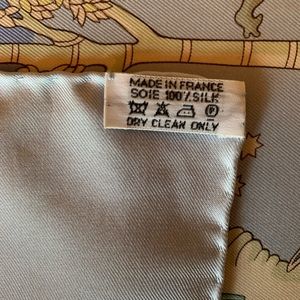 MADE IN FRANCE
SOIE 100% SILK
P
DRY CLEAN ONLY